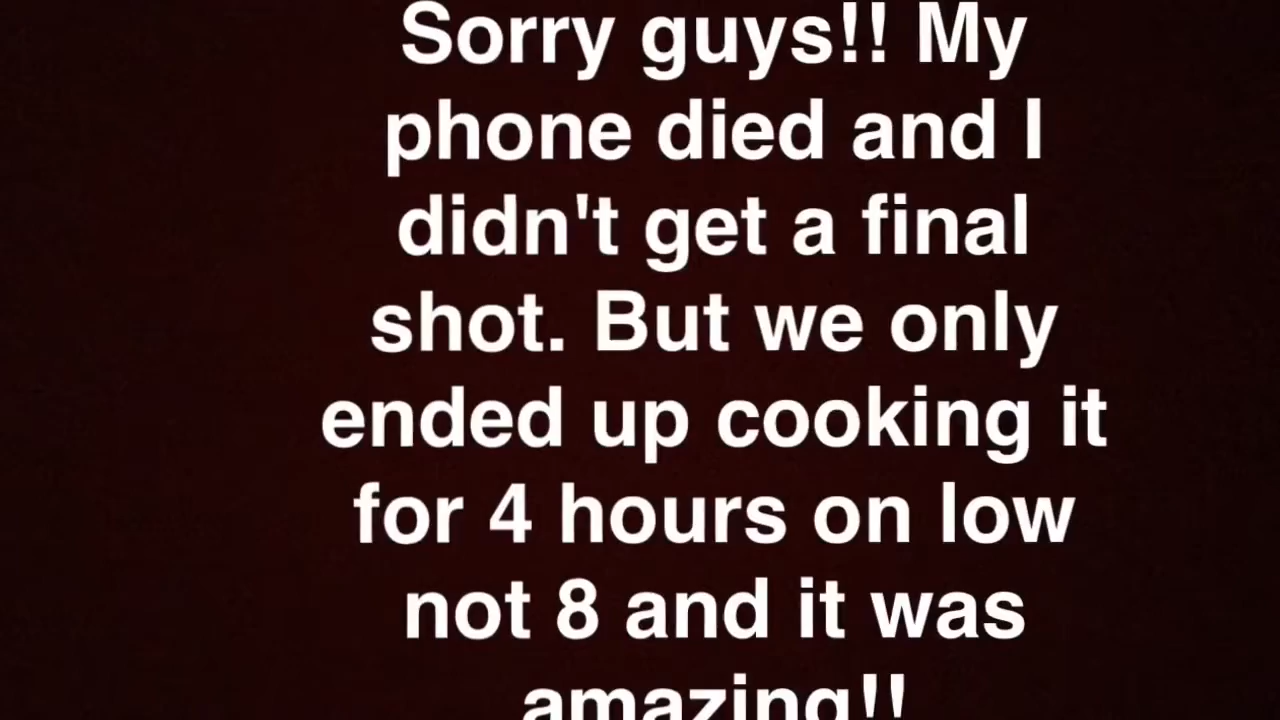 Sorry guys!! My
phone died and I
didn't get a final
shot. But we only
ended up cooking it
for 4 hours on low
not 8 and it was
amazing!!